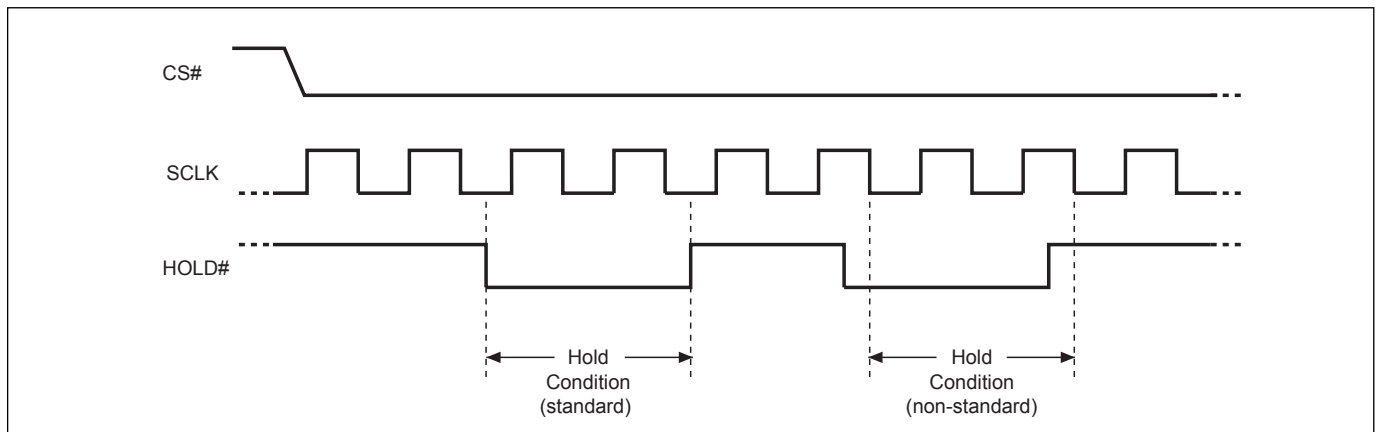 CS#
SCLK
HOLD#
Hold
Condition
(standard)
Hold
Condition
(non-standard)